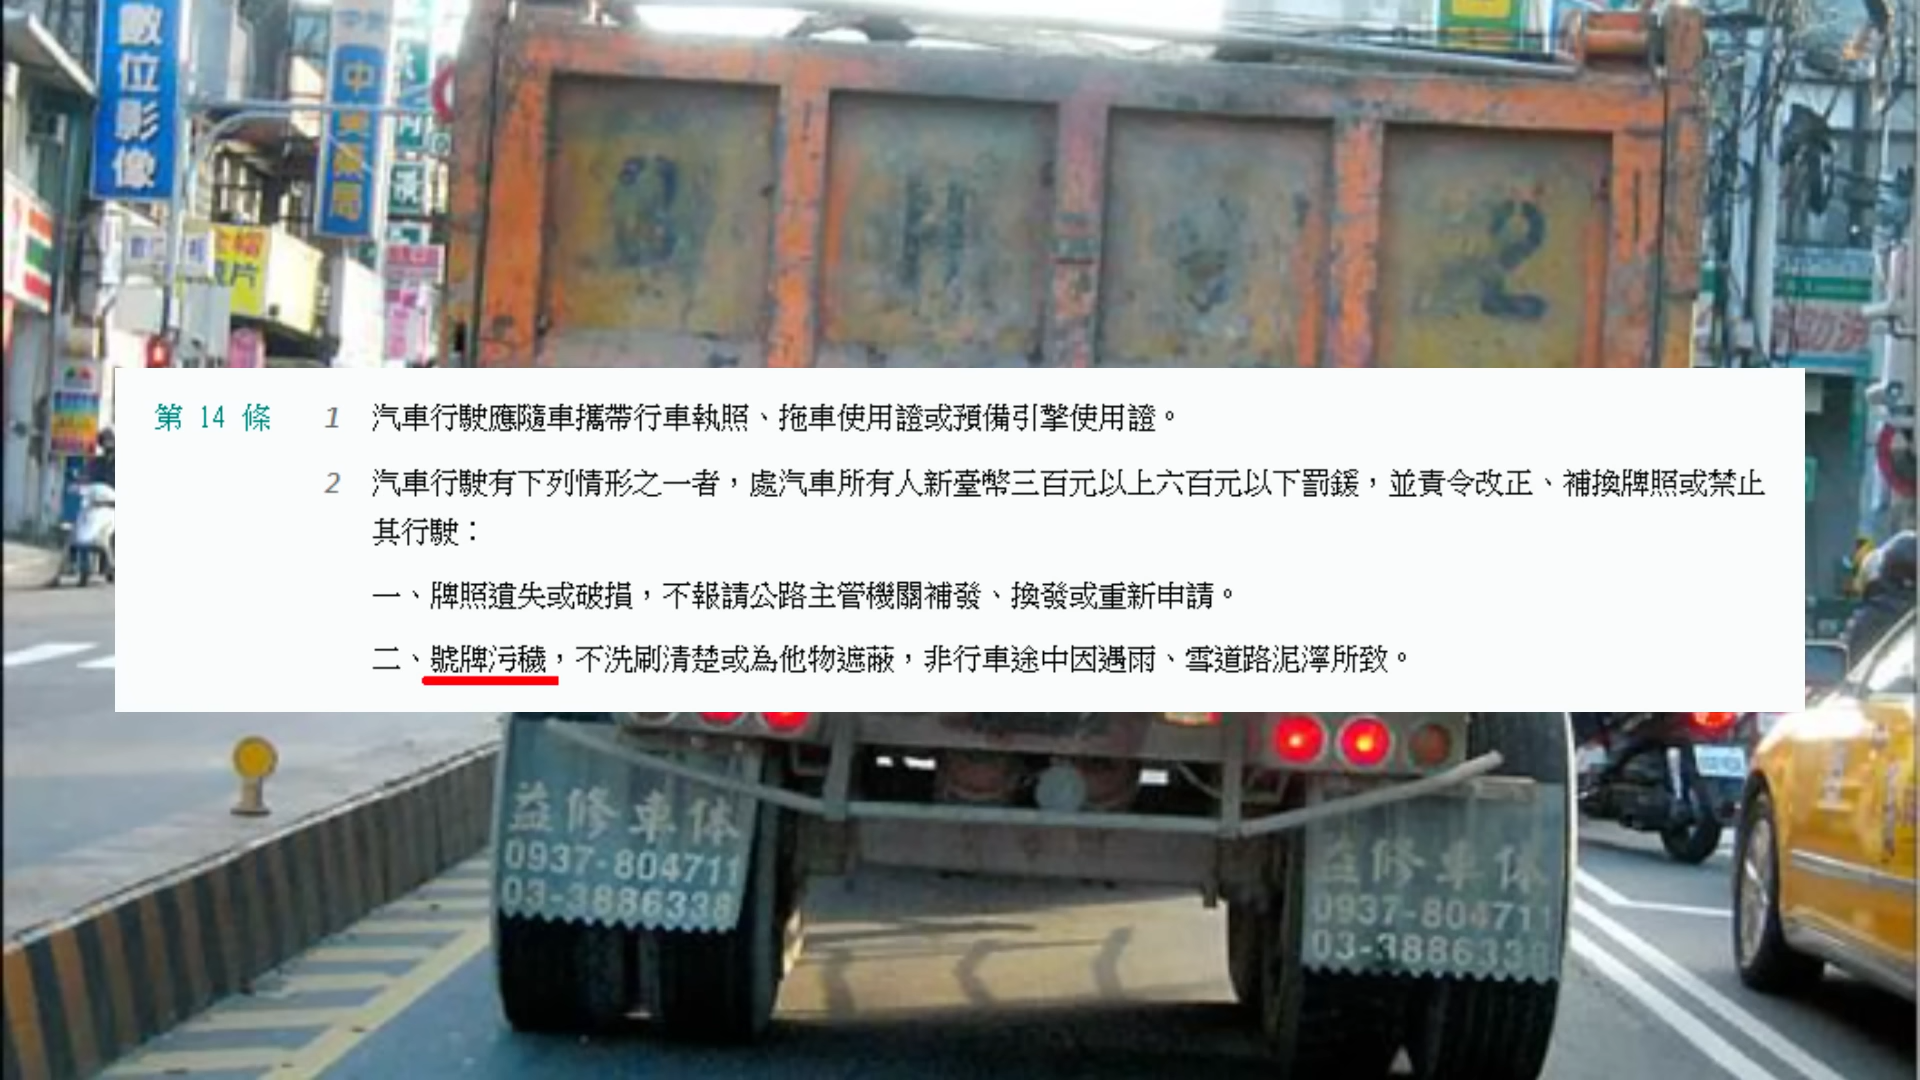 數位影像
第 14 條
1 汽車行駛應隨車攜帶行車執照、拖車使用證或預備引擎使用證。
2 汽車行駛有下列情形之一者，處汽車所有人新臺幣三百元以上六百元以下罰鍰，並責令改正、補換牌照或禁止
其行駛：
一、牌照遺失或破損，不報請公路主管機關補發、換發或重新申請。
二、號牌污穢，不洗刷清楚或為他物遮蔽，非行車途中因遇雨、雪道路泥濘所致。
2
益修車体
0937-804711
03-3886338
益修車体
0937-804711
03-3886338